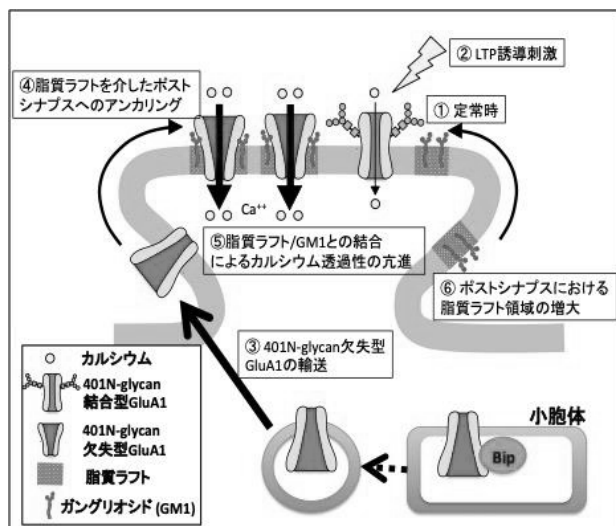 ④脂質ラフトを介したポスト
シナプスへのアンカリング
② LTP誘導刺激
① 定常時
Ca++
⑤脂質ラフト/GM1との結合
によるカルシウム透過性の亢進
⑥ ポストシナプスにおける
脂質ラフト領域の増大
③ 401N-glycan欠失型
GluA1の輸送
カルシウム
401N-glycan
結合型GluA1
401N-glycan
欠失型GluA1
脂質ラフト
ガングリオシド (GM1)
小胞体
Bip